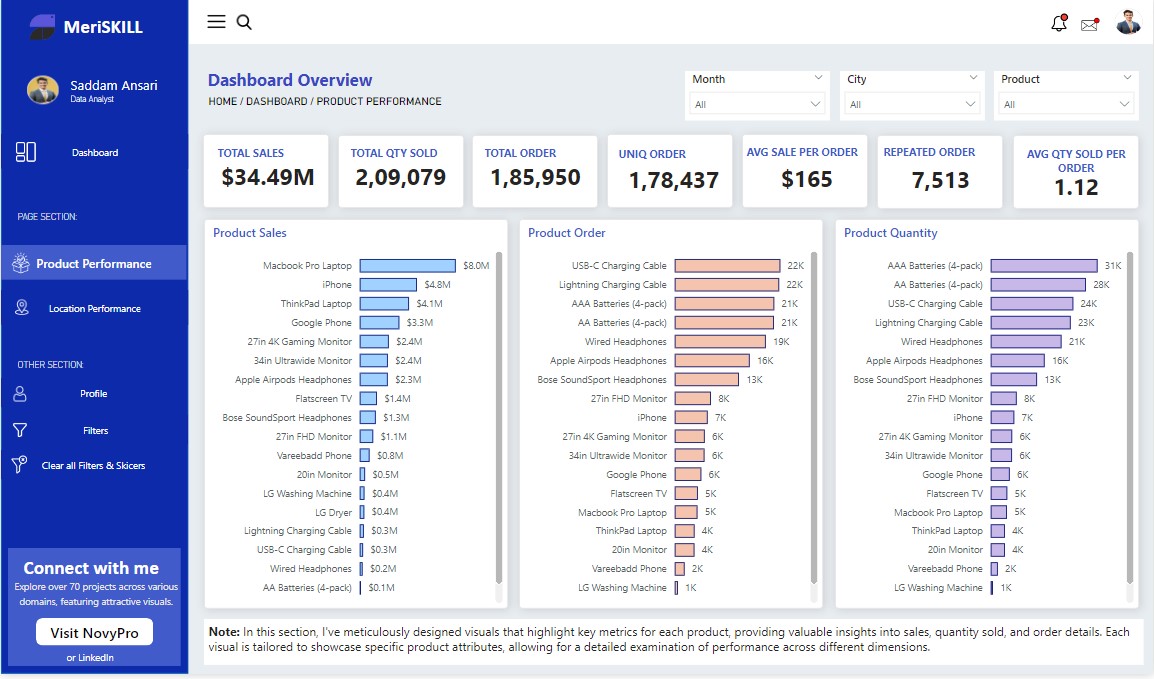 MeriSKILL
Saddam Ansari
Data Analyst
Dashboard
PAGE SECTION:
Product Performance
Location Performance
OTHER SECTION:
Profile
Filters
Clear all Filters & Skicers
Connect with me
Explore over 70 projects across various
domains, featuring attractive visuals.
Visit NovyPro
or LinkedIn
Dashboard Overview
HOME / DASHBOARD / PRODUCT PERFORMANCE
Month
All
City
All
Product
All
TOTAL SALES
$34.49M
TOTAL QTY SOLD
2,09,079
TOTAL ORDER
1,85,950
UNIQ ORDER
1,78,437
AVG SALE PER ORDER
$165
REPEATED ORDER
7,513
AVG QTY SOLD PER
ORDER
1.12
Product Sales
Macbook Pro Laptop $8.0M
iPhone $4.8M
ThinkPad Laptop $4.1M
Google Phone $3.3M
27in 4K Gaming Monitor $2.4M
34in Ultrawide Monitor $2.4M
Apple Airpods Headphones $2.3M
Flatscreen TV $1.4M
Bose SoundSport Headphones $1.3M
27in FHD Monitor $1.1M
Vareebadd Phone $0.8M
20in Monitor $0.5M
LG Washing Machine $0.4M
LG Dryer $0.4M
Lightning Charging Cable $0.3M
USB-C Charging Cable $0.3M
Wired Headphones $0.2M
AA Batteries (4-pack) $0.1M
Product Order
USB-C Charging Cable 22K
Lightning Charging Cable 22K
AAA Batteries (4-pack) 21K
AA Batteries (4-pack) 21K
Wired Headphones 19K
Apple Airpods Headphones 16K
Bose SoundSport Headphones 13K
27in FHD Monitor 8K
iPhone 7K
27in 4K Gaming Monitor 6K
34in Ultrawide Monitor 6K
Google Phone 6K
Flatscreen TV 5K
Macbook Pro Laptop 5K
ThinkPad Laptop 4K
20in Monitor 4K
Vareebadd Phone 2K
LG Washing Machine 1K
Product Quantity
AAA Batteries (4-pack) 31K
AA Batteries (4-pack) 28K
USB-C Charging Cable 24K
Lightning Charging Cable 23K
Wired Headphones 21K
Apple Airpods Headphones 16K
Bose SoundSport Headphones 13K
27in FHD Monitor 8K
iPhone 7K
27in 4K Gaming Monitor 6K
34in Ultrawide Monitor 6K
Google Phone 6K
Flatscreen TV 5K
Macbook Pro Laptop 5K
ThinkPad Laptop 4K
20in Monitor 4K
Vareebadd Phone 2K
LG Washing Machine 1K
Note: In this section, I've meticulously designed visuals that highlight key metrics for each product, providing valuable insights into sales, quantity sold, and order details. Each
visual is tailored to showcase specific product attributes, allowing for a detailed examination of performance across different dimensions.